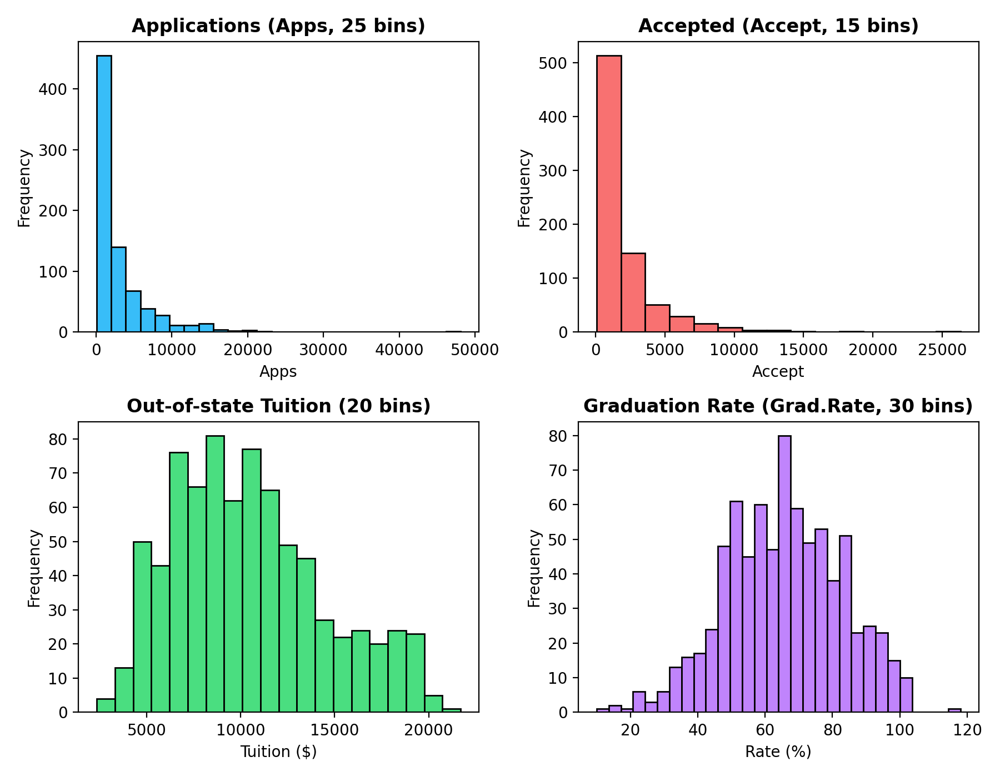 Applications (Apps, 25 bins)
Frequency
400
300
200
100
0
0 10000 20000 30000 40000 50000
Apps
Accepted (Accept, 15 bins)
Frequency
500
400
300
200
100
0
0 5000 10000 15000 20000 25000
Accept
Out-of-state Tuition (20 bins)
Frequency
80
70
60
50
40
30
20
10
0
5000 10000 15000 20000
Tuition ($)
Graduation Rate (Grad.Rate, 30 bins)
Frequency
80
70
60
50
40
30
20
10
0
20 40 60 80 100 120
Rate (%)